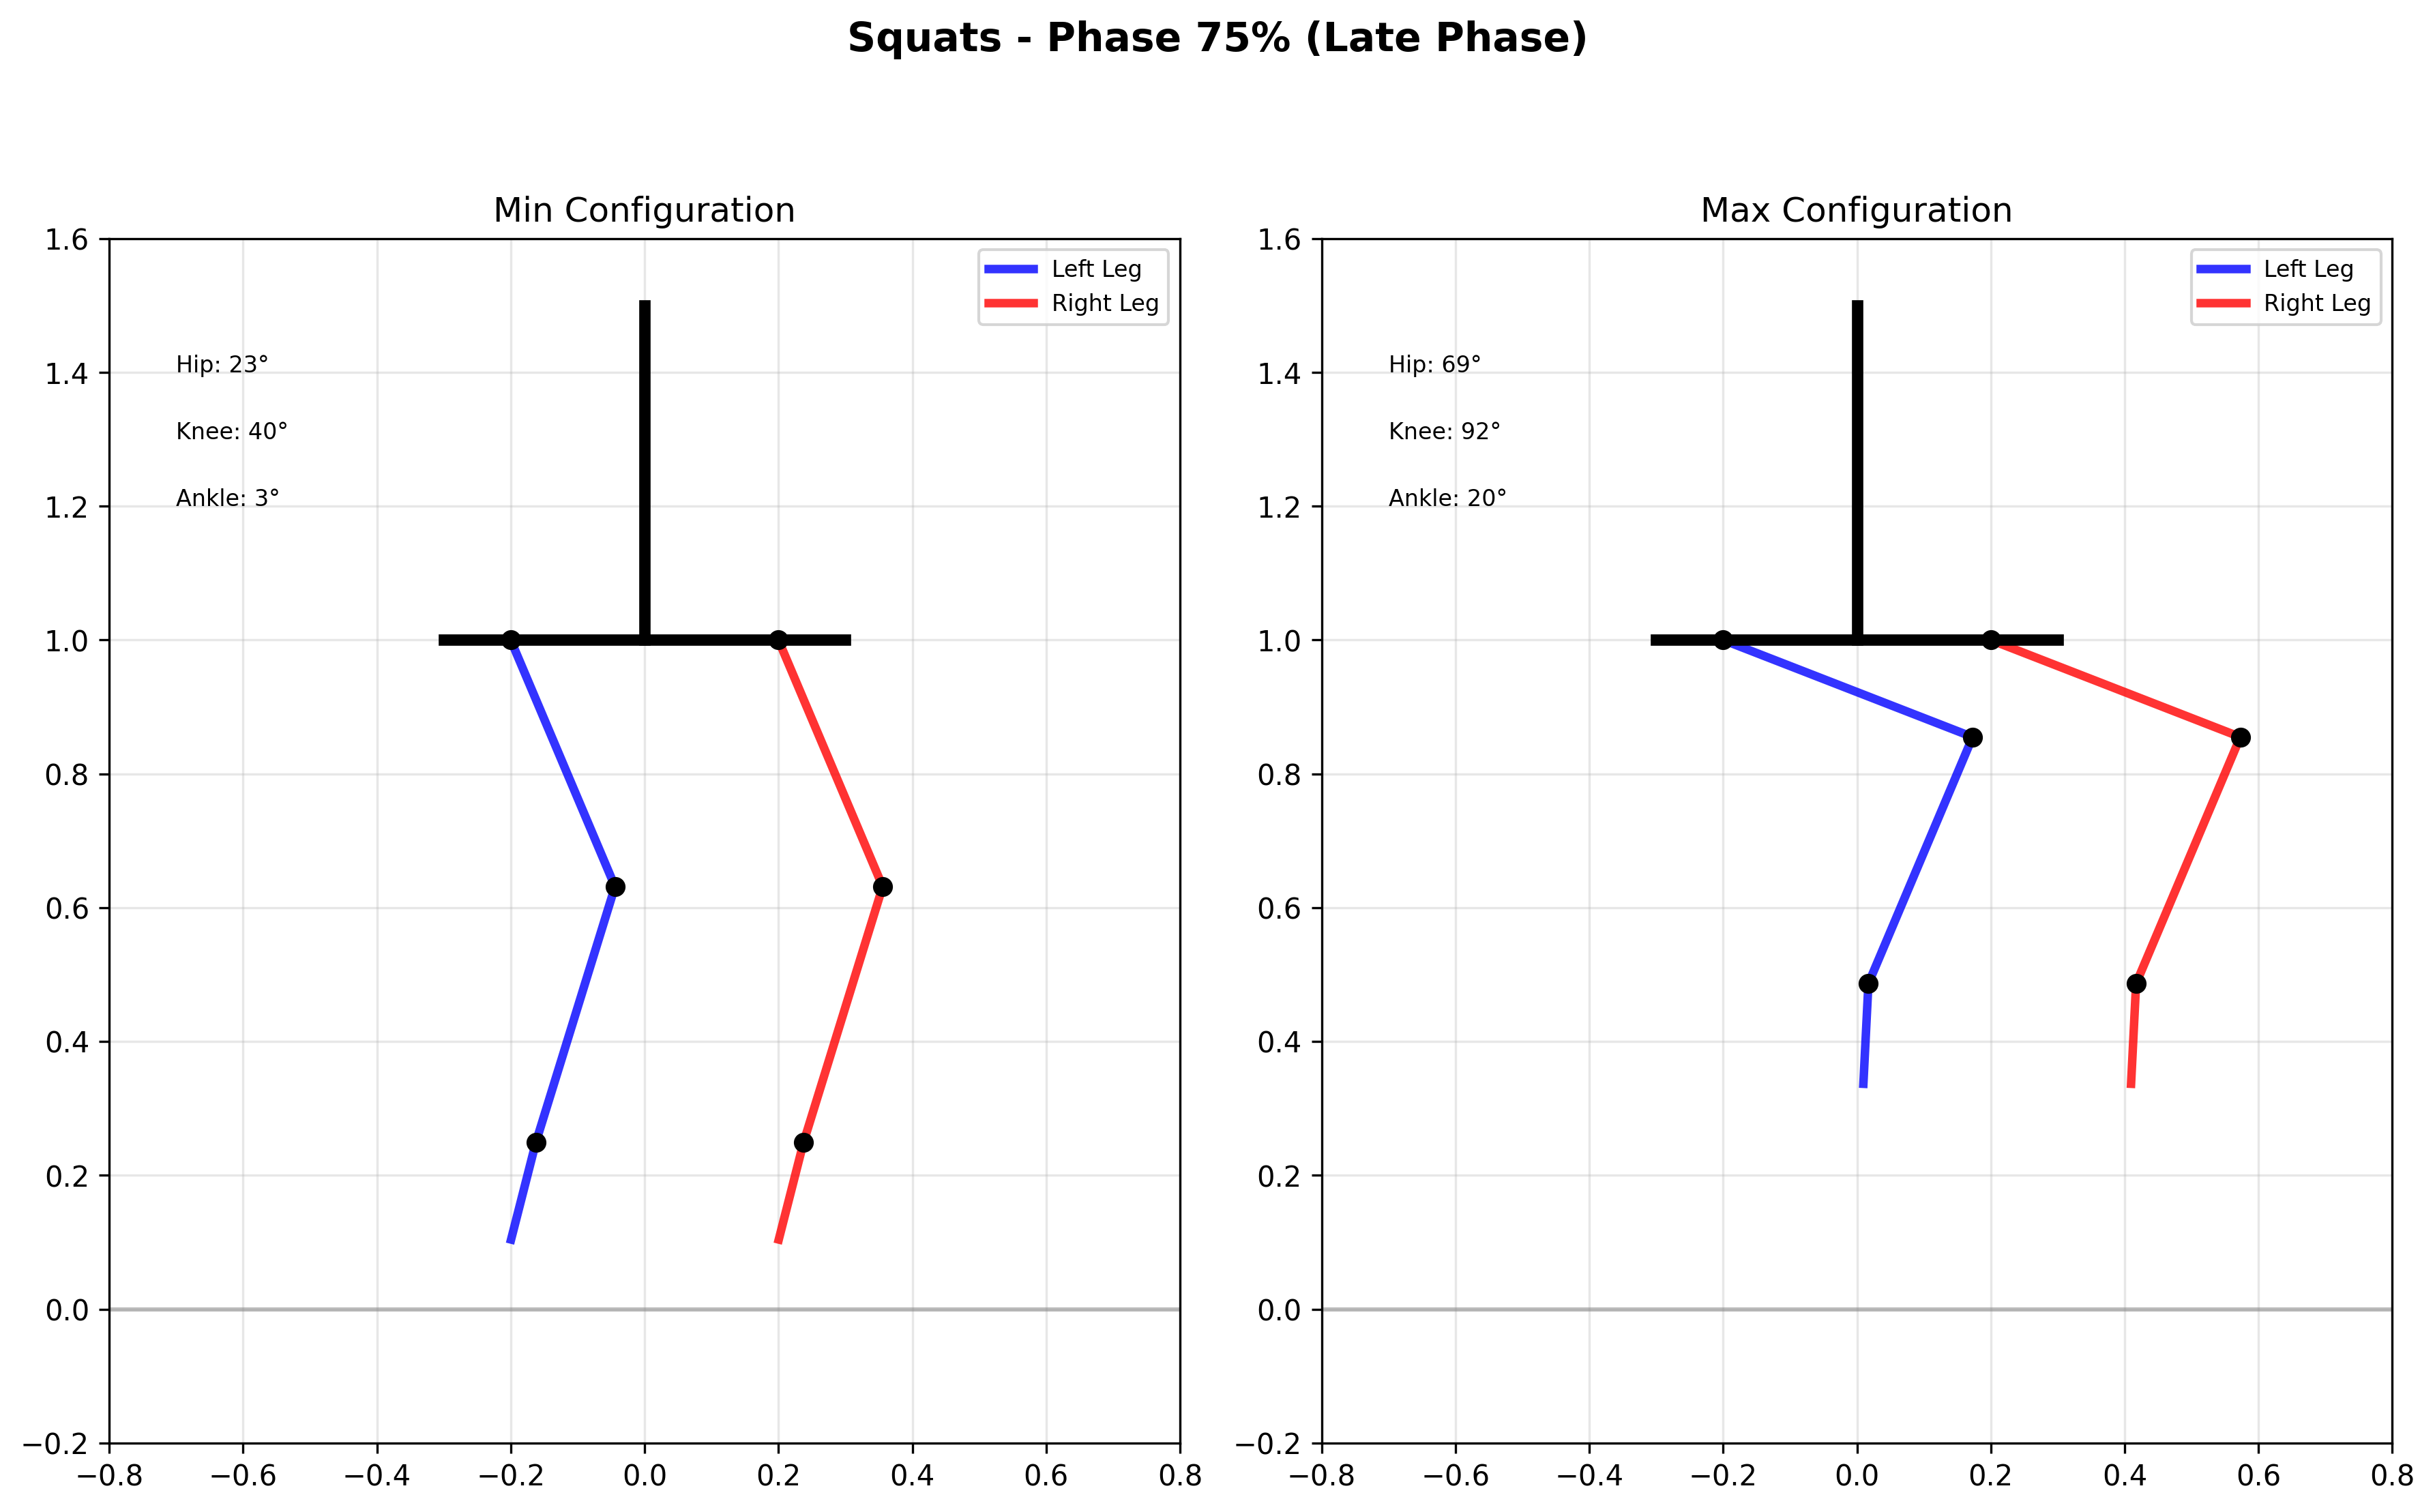 Squats - Phase 75% (Late Phase)
Min Configuration
1.6
1.4
1.2
1.0
0.8
0.6
0.4
0.2
0.0
−0.2
−0.8
−0.6
−0.4
−0.2
0.0
0.2
0.4
0.6
0.8
Hip: 23°
Knee: 40°
Ankle: 3°
Left Leg
Right Leg
Max Configuration
1.6
1.4
1.2
1.0
0.8
0.6
0.4
0.2
0.0
−0.2
−0.8
−0.6
−0.4
−0.2
0.0
0.2
0.4
0.6
0.8
Hip: 69°
Knee: 92°
Ankle: 20°
Left Leg
Right Leg